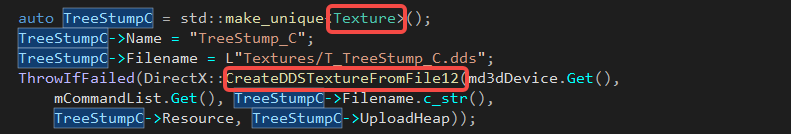 auto TreeStumpC = std::make_unique<Texture>();
TreeStumpC->Name = "TreeStump_C";
TreeStumpC->Filename = L"Textures/T_TreeStump_C.dds";
ThrowIfFailed(DirectX::CreateDDSTextureFromFile12(md3dDevice.Get(),
mCommandList.Get(), TreeStumpC->Filename.c_str(),
TreeStumpC->Resource, TreeStumpC->UploadHeap));